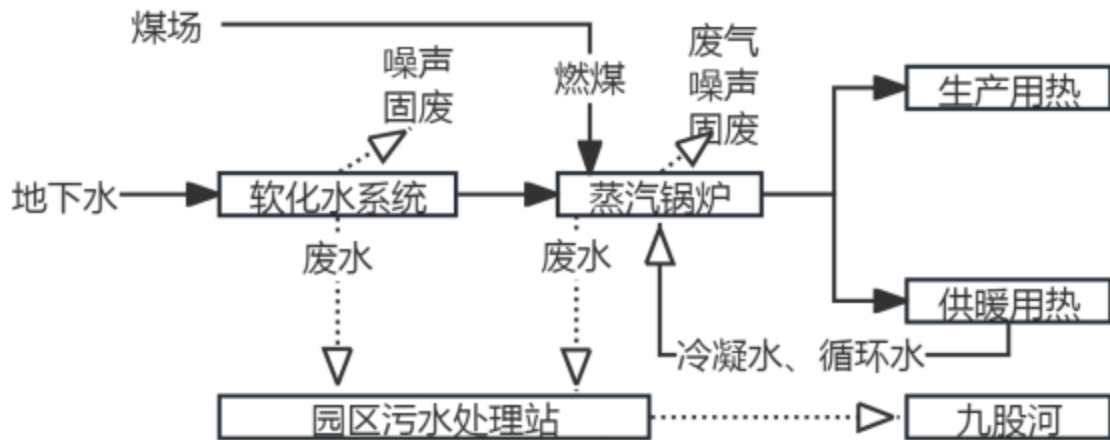 煤场
噪声
固废
燃煤
废气
噪声
固废
生产用热
地下水
软化水系统
蒸汽锅炉
废水
废水
供暖用热
冷凝水、循环水
园区污水处理站
九股河